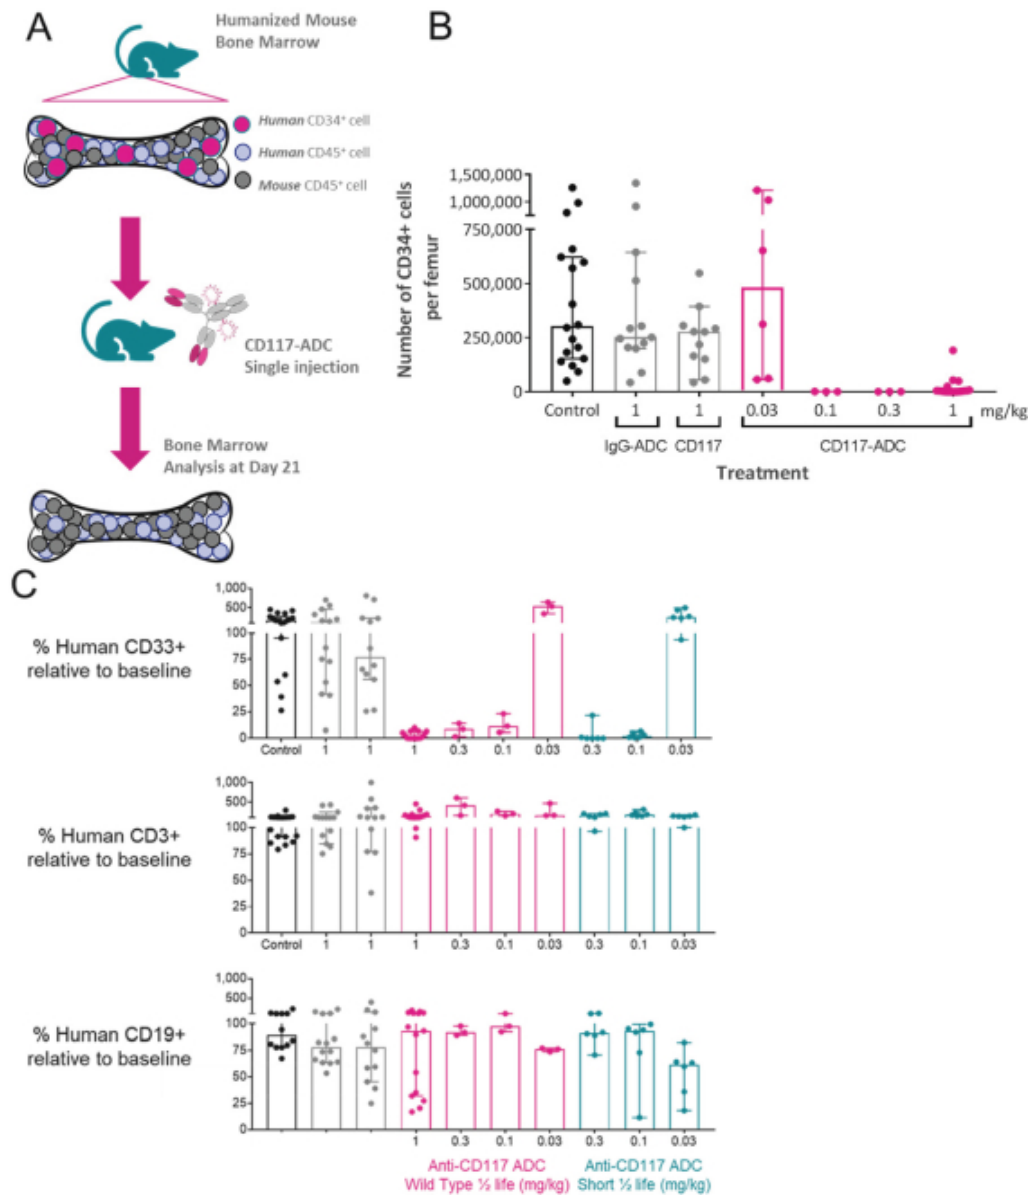 A
Humanized Mouse
Bone Marrow
Human CD34+ cell
Human CD45+ cell
Mouse CD45+ cell
CD117-ADC
Single injection
Bone Marrow
Analysis at Day 21
B
Number of CD34+ cells
per femur
1,500,000
1,000,000
750,000
500,000
250,000
0
Control 1 1 0.03 0.1 0.3 1 mg/kg
IgG-ADC CD117 CD117-ADC
Treatment
C
% Human CD33+
relative to baseline
1,000
500
100
75
50
25
0
Control 1 1 1 0.3 0.1 0.03 0.3 0.1 0.03
% Human CD3+
relative to baseline
1,000
500
100
75
50
25
0
Control 1 1 1 0.3 0.1 0.03 0.3 0.1 0.03
% Human CD19+
relative to baseline
1,000
500
100
75
50
25
0
1 0.3 0.1 0.03 0.3 0.1 0.03
Anti-CD117 ADC Anti-CD117 ADC
Wild Type ½ life (mg/kg) Short ½ life (mg/kg)